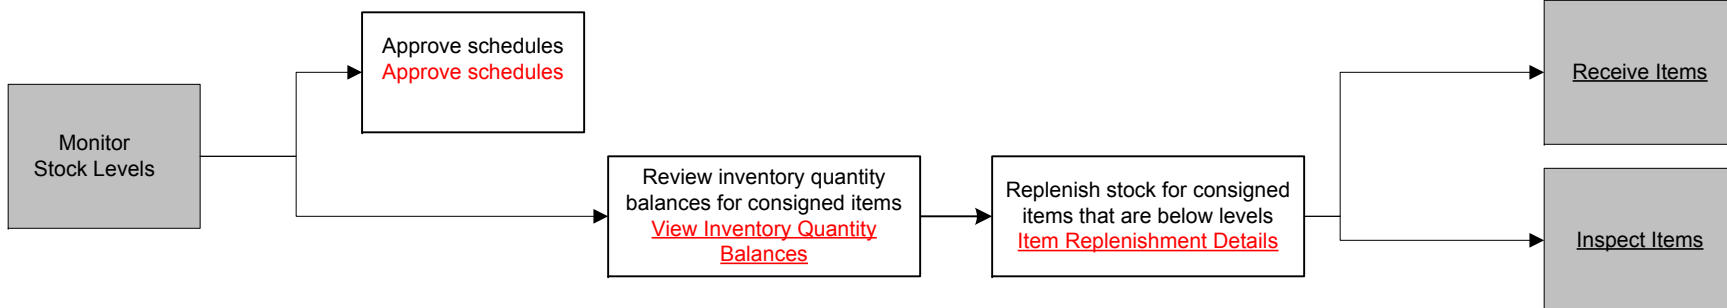 Monitor
Stock Levels
Approve schedules
Approve schedules
Review inventory quantity
balances for consigned items
View Inventory Quantity
Balances
Replenish stock for consigned
items that are below levels
Item Replenishment Details
Receive Items
Inspect Items